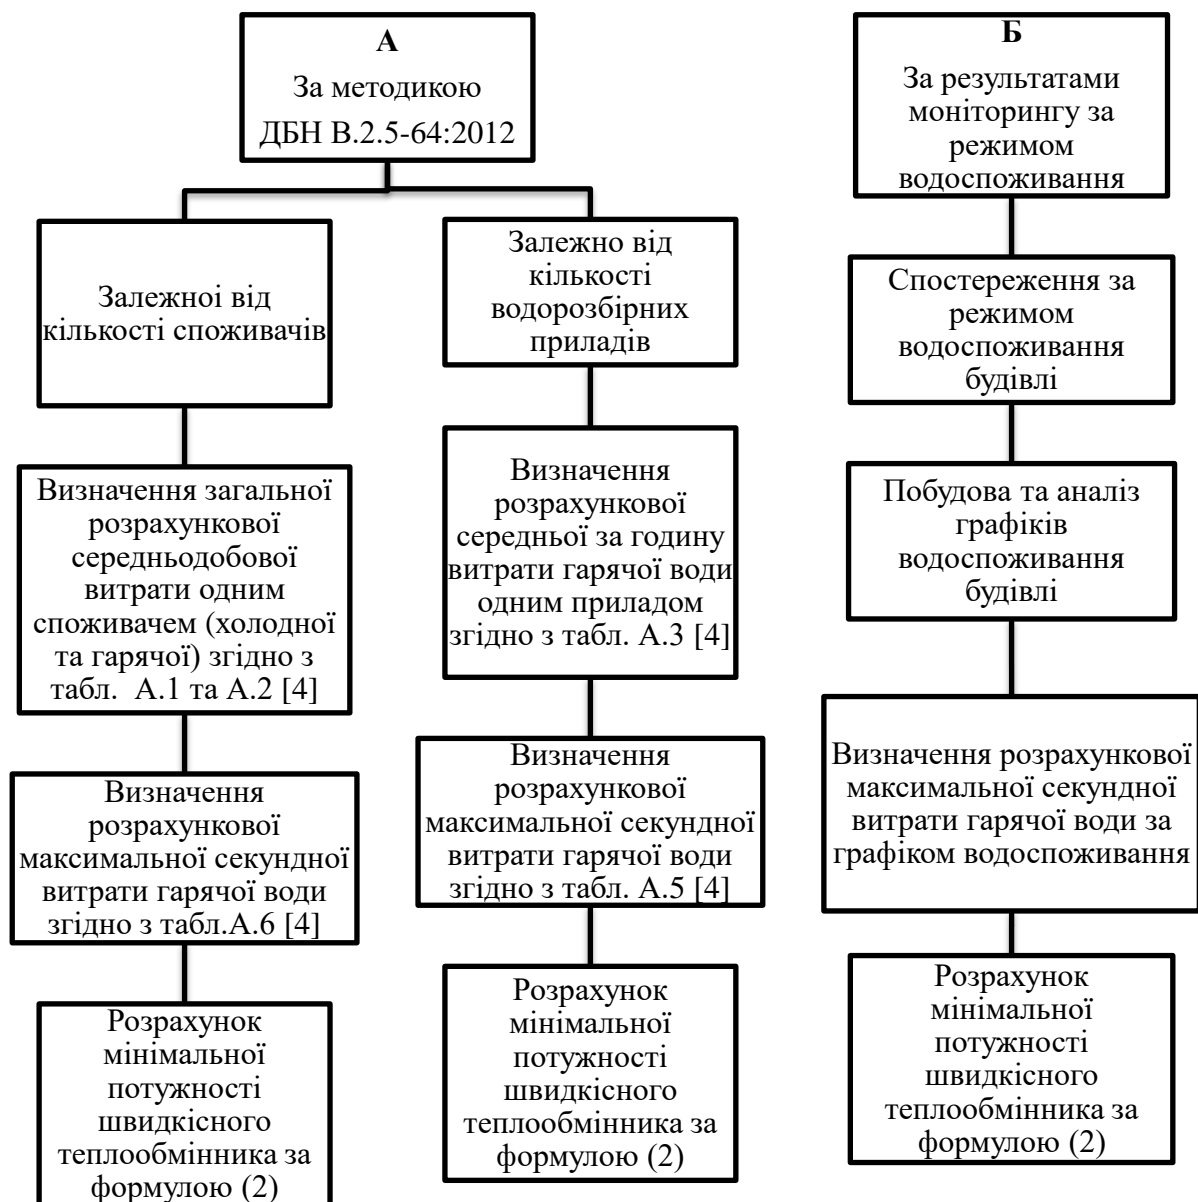 А
За методикою
ДБН В.2.5-64:2012
Залежноі від
кількості споживачів
Визначення загальної
розрахункової
середньодобової
витрати одним
споживачем (холодної
та гарячої) згідно з
табл. А.1 та А.2 [4]
Визначення
розрахункової
максимальної секундної
витрати гарячої води
згідно з табл.А.6 [4]
Розрахунок
мінімальної
потужності
швидкісного
теплообмінника за
формулою (2)
Залежно від
кількості
водорозбірних
приладів
Визначення
розрахункової
середньої за годину
витрати гарячої води
одним приладом
згідно з табл. А.3 [4]
Визначення
розрахункової
максимальної секундної
витрати гарячої води
згідно з табл. А.5 [4]
Розрахунок
мінімальної
потужності
швидкісного
теплообмінника за
формулою (2)
Б
За результатами
моніторингу за
режимом
водоспоживання
Спостереження за
режимом
водоспоживання
будівлі
Побудова та аналіз
графіків
водоспоживання
будівлі
Визначення розрахункової
максимальної секундної
витрати гарячої води за
графіком водоспоживання
Розрахунок
мінімальної
потужності
швидкісного
теплообмінника за
формулою (2)